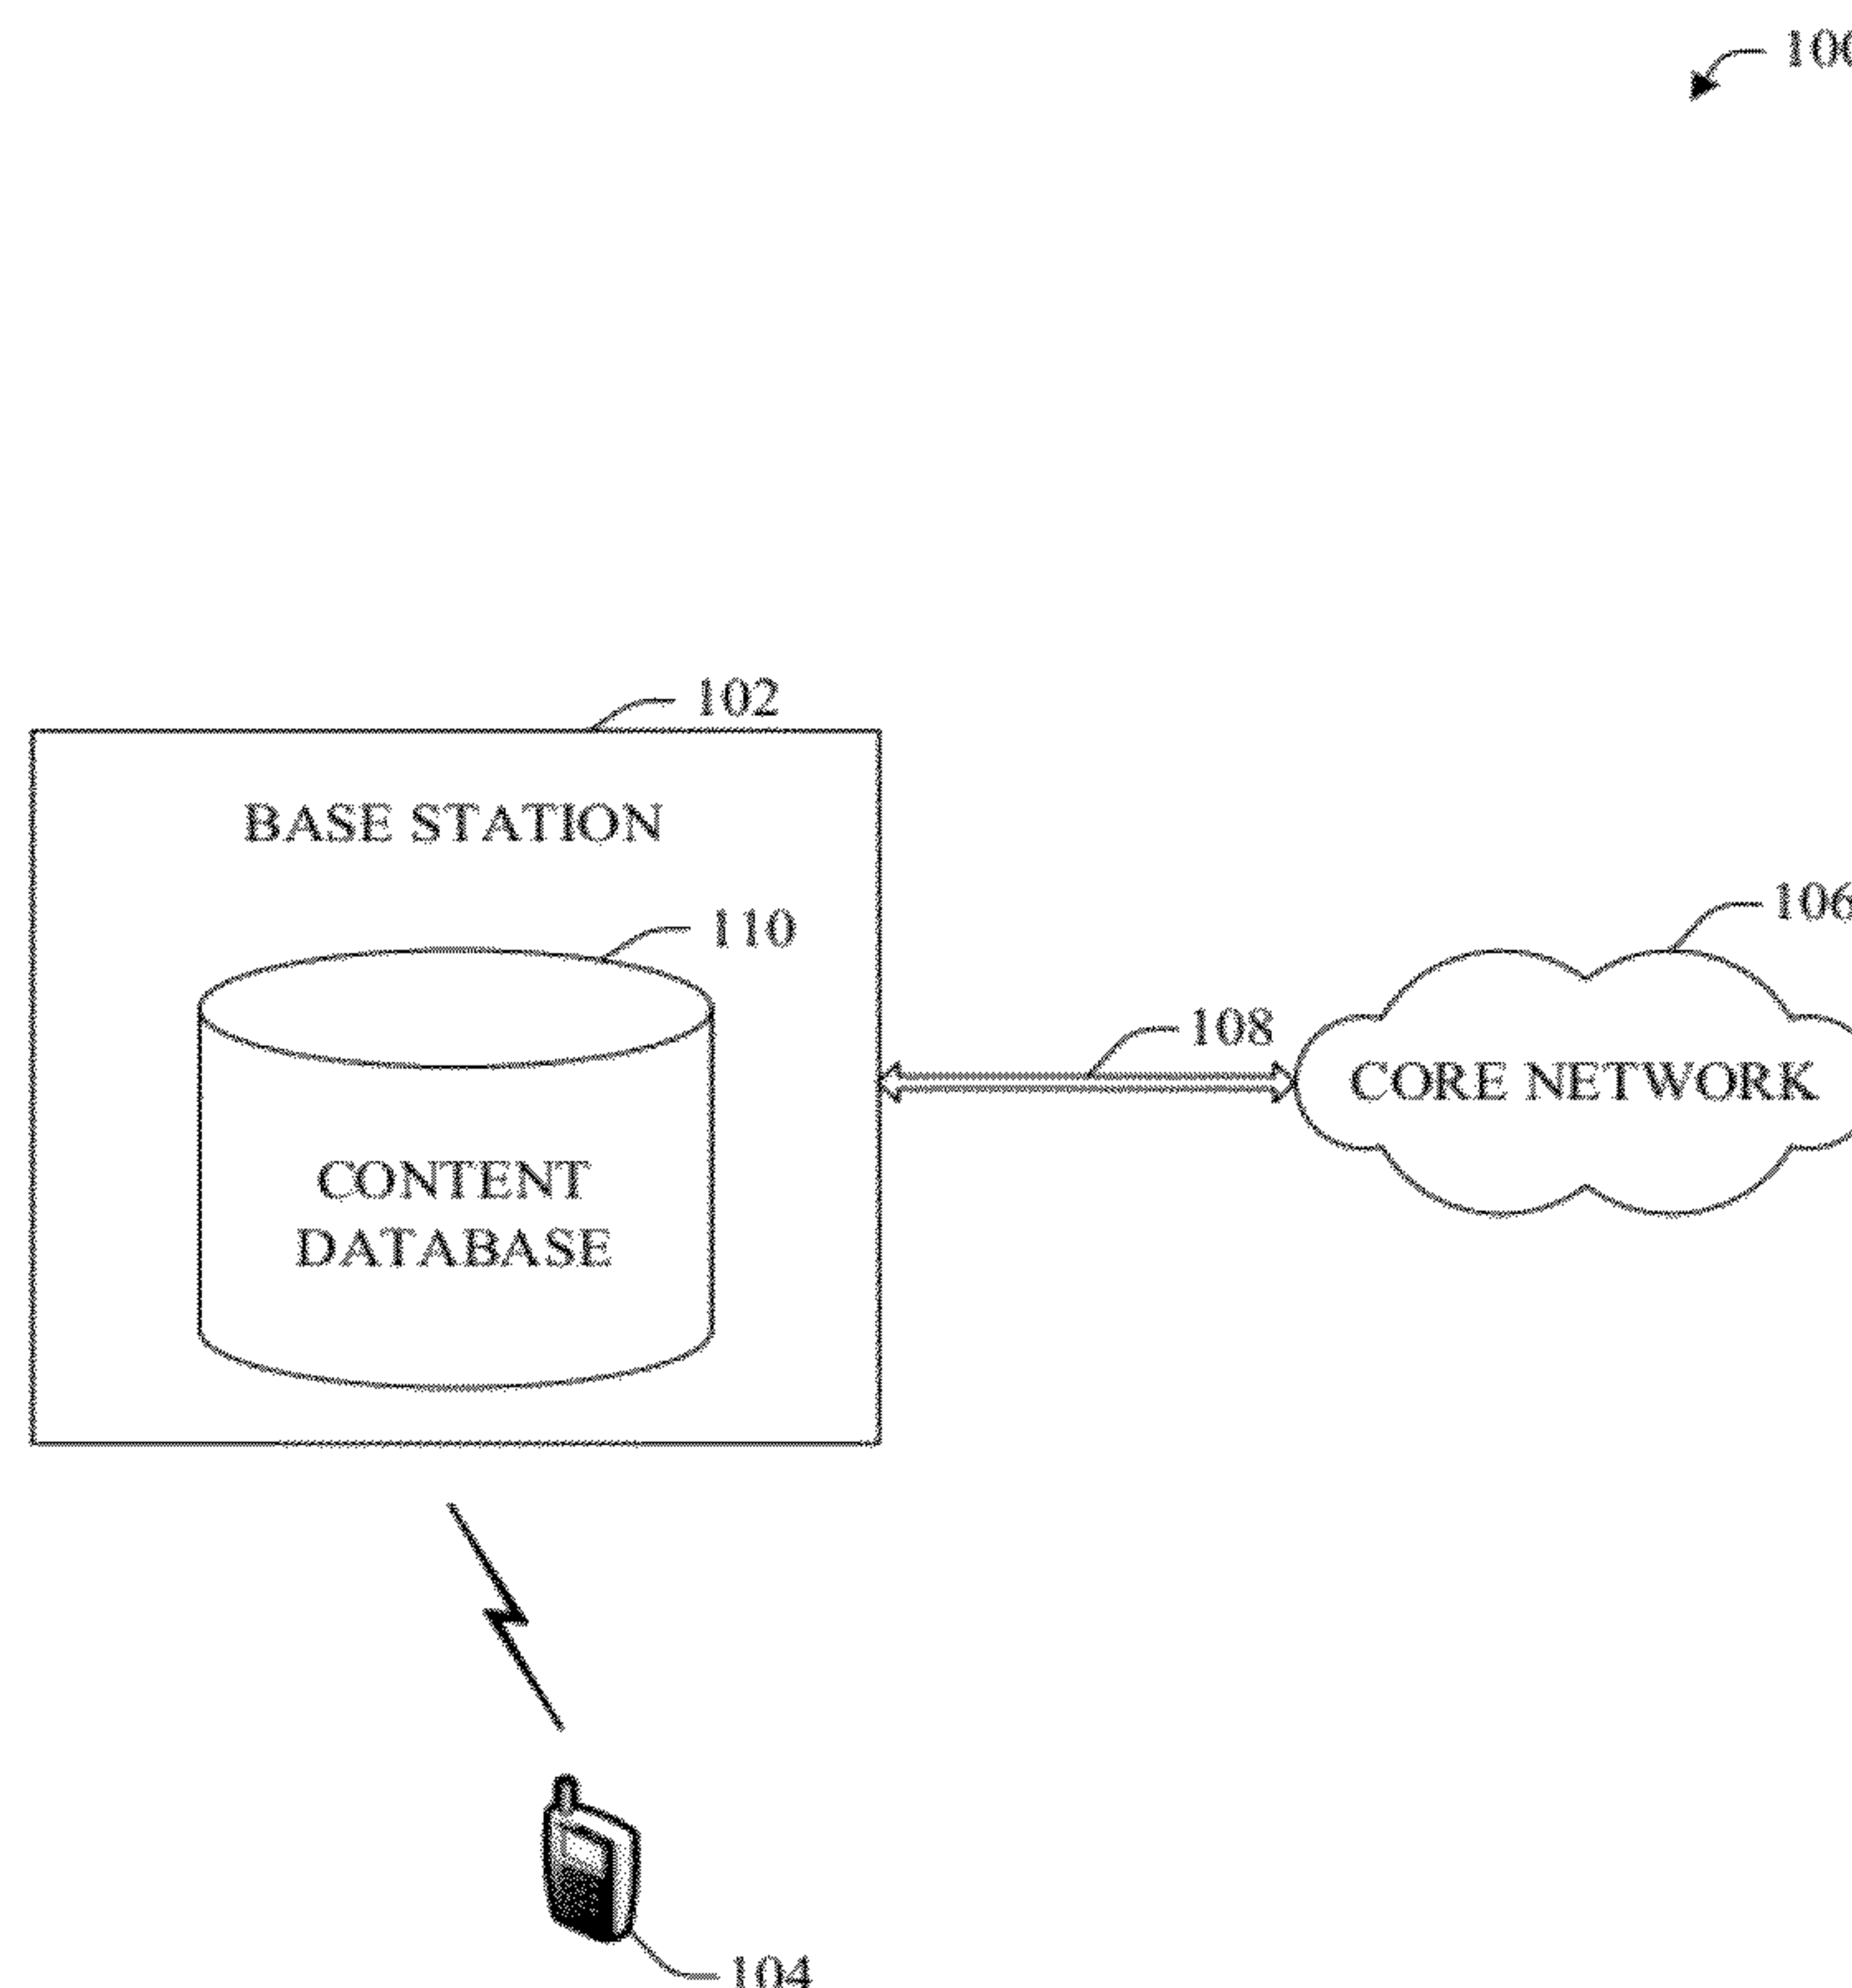 100
102
BASE STATION
110
106
108
CORE NETWORK
CONTENT
DATABASE
104